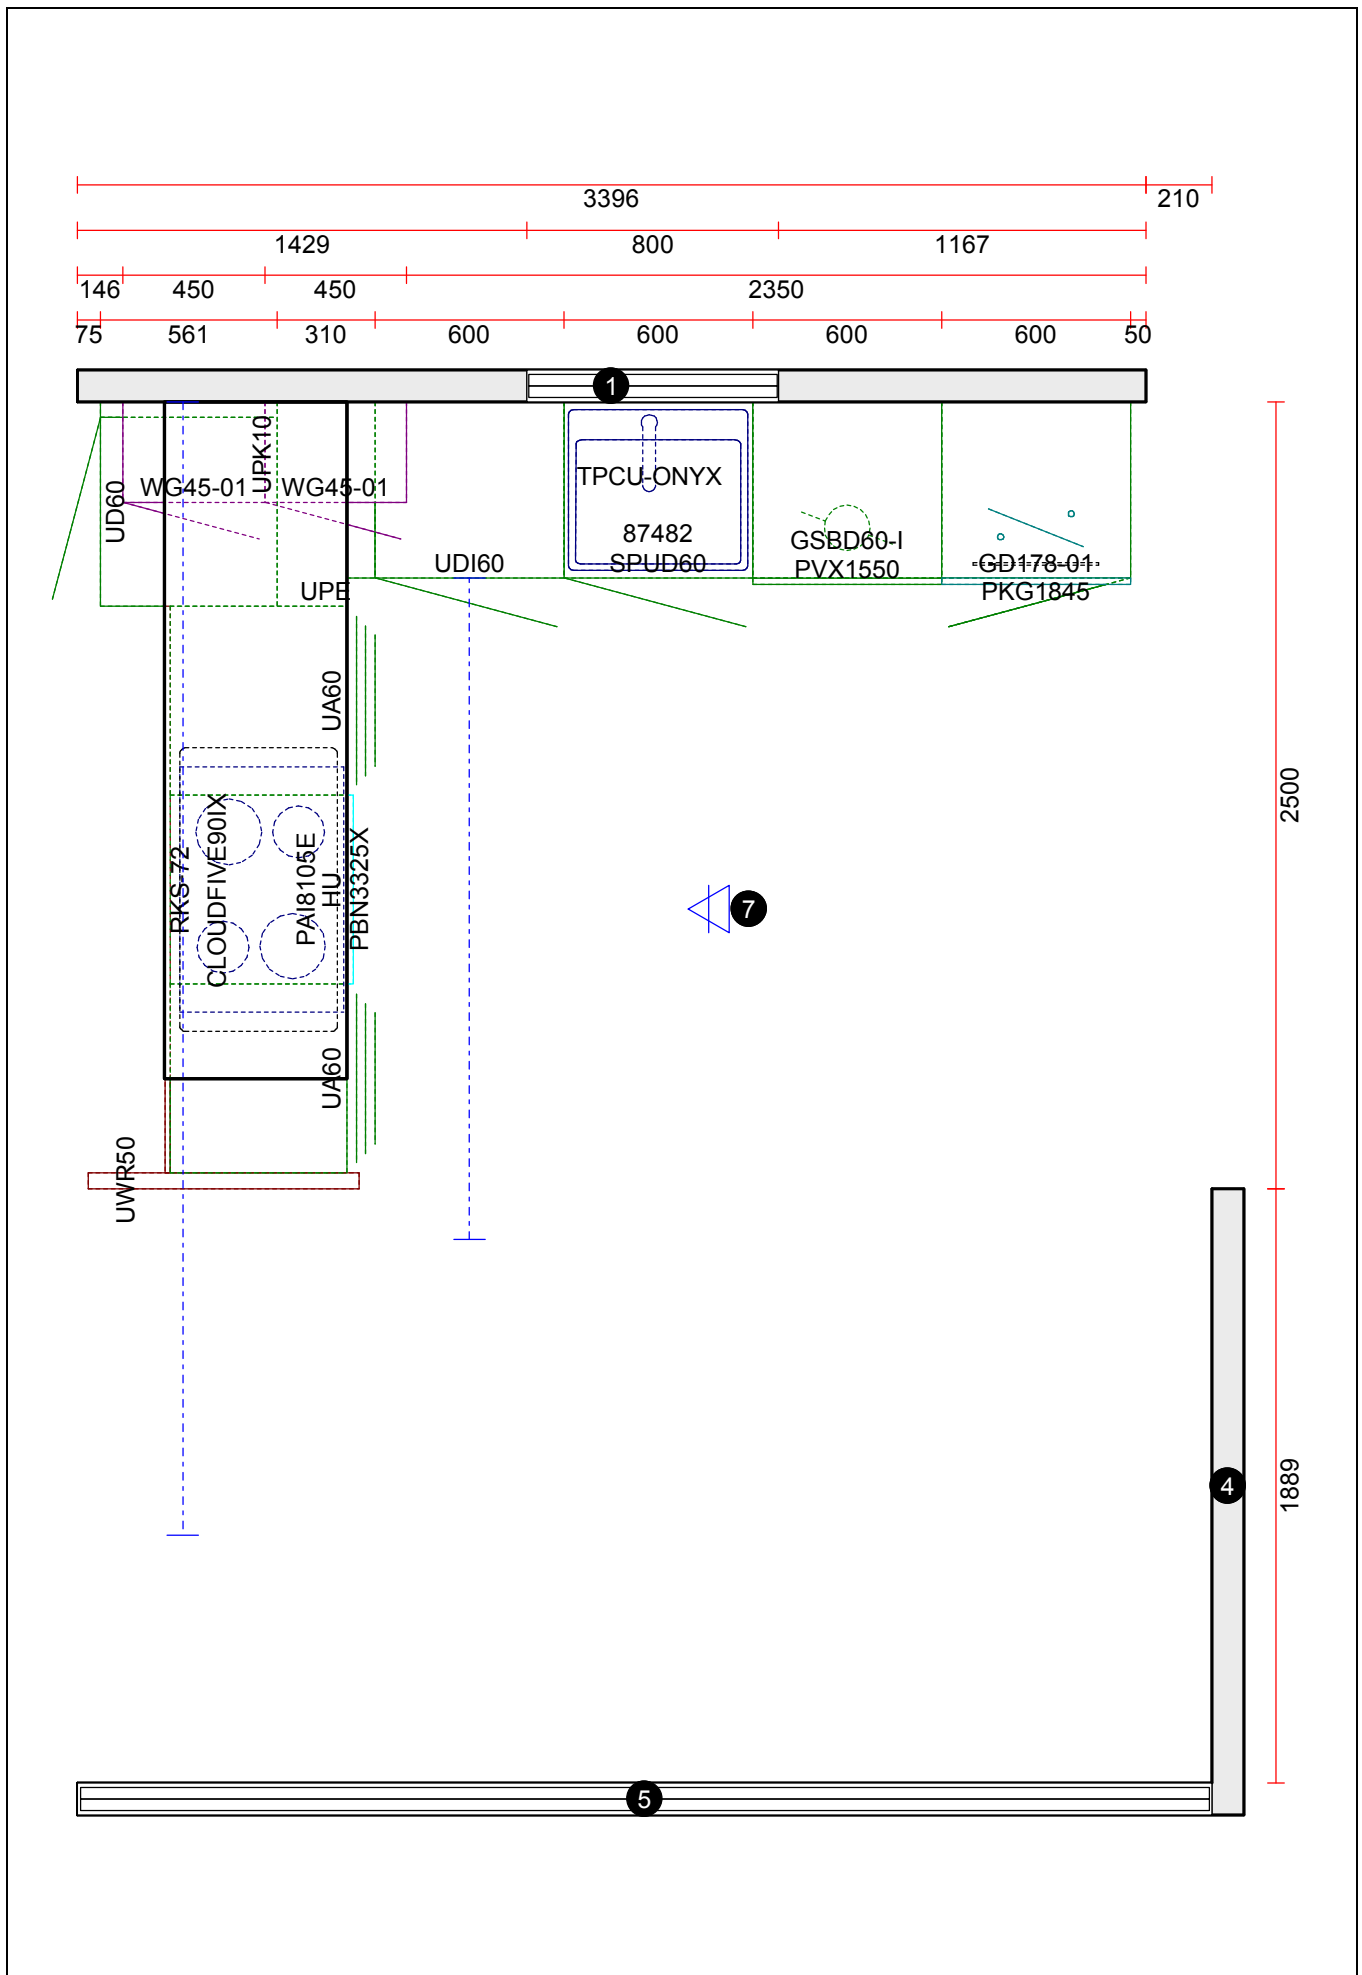 3396
210
1429
800
1167
146
450
450
2350
75
561
310
600
600
600
600
50
1
UPK10
WG45-01
WG45-01
UD60
TPCU-ONYX
87482
SPUD60
GSBD60-I
PVX1550
GD178-01
PKG1845
UDI60
UPE
UA60
2500
RKS-72
CLOUDFIVE90IX
PAI8105E
HU
PBN3325X
7
UA60
UWR50
4
1889
5